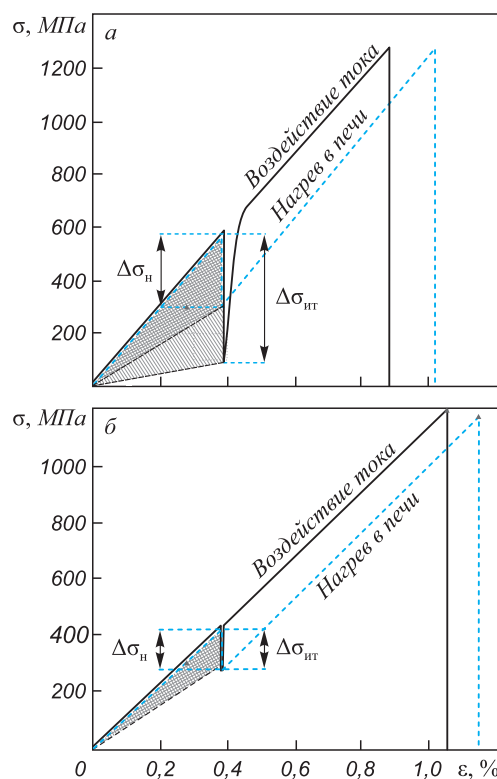 σ, МПа
а
1200
1000
800
600
400
200
Воздействие тока
Нагрев в печи
Δσн
Δσит
σ, МПа
б
1000
800
600
400
200
Воздействие тока
Нагрев в печи
Δσн
Δσит
0 0,2 0,4 0,6 0,8 1,0 ε, %